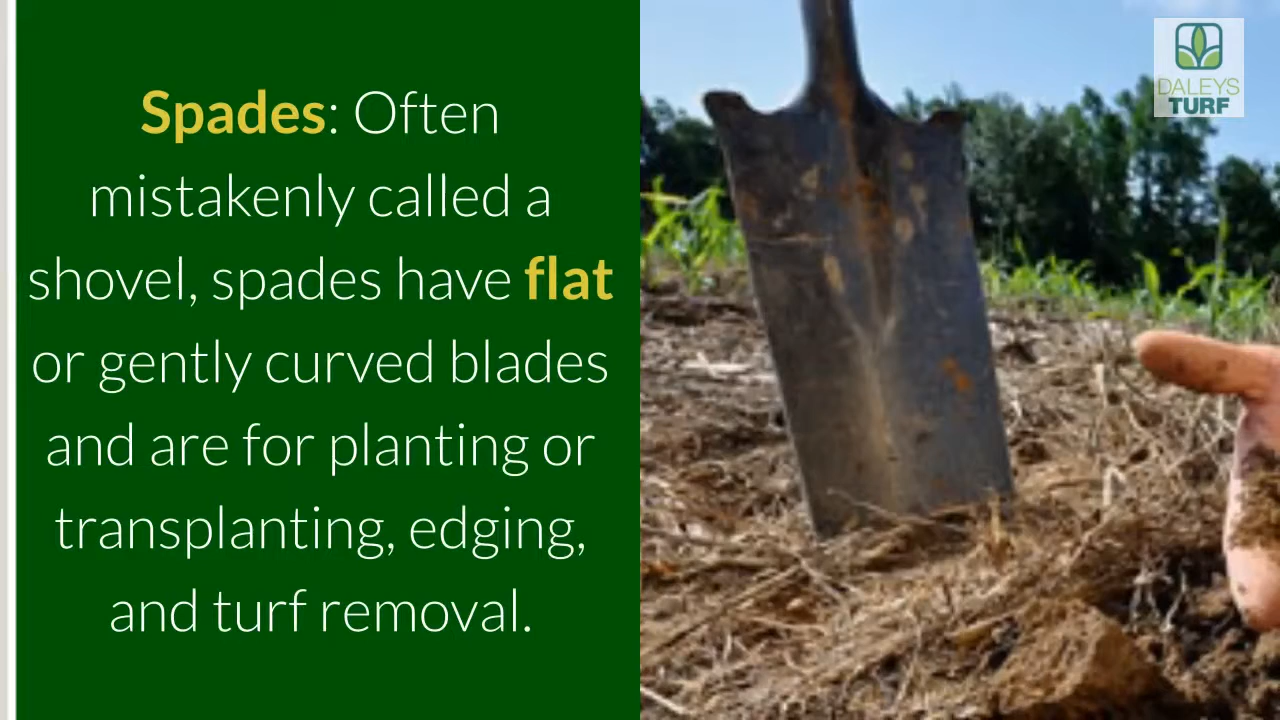 Spades: Often
mistakenly called a
shovel, spades have flat
or gently curved blades
and are for planting or
transplanting, edging,
and turf removal.
DALEYS
TURF